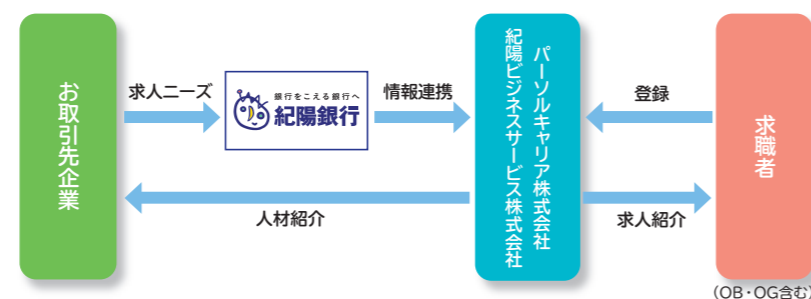 お取引先企業
求人ニーズ
銀行をこえる銀行へ
紀陽銀行
情報連携
パーソルキャリア株式会社
紀陽ビジネスサービス株式会社
登録
求職者
人材紹介
求人紹介
(OB・OG含む)